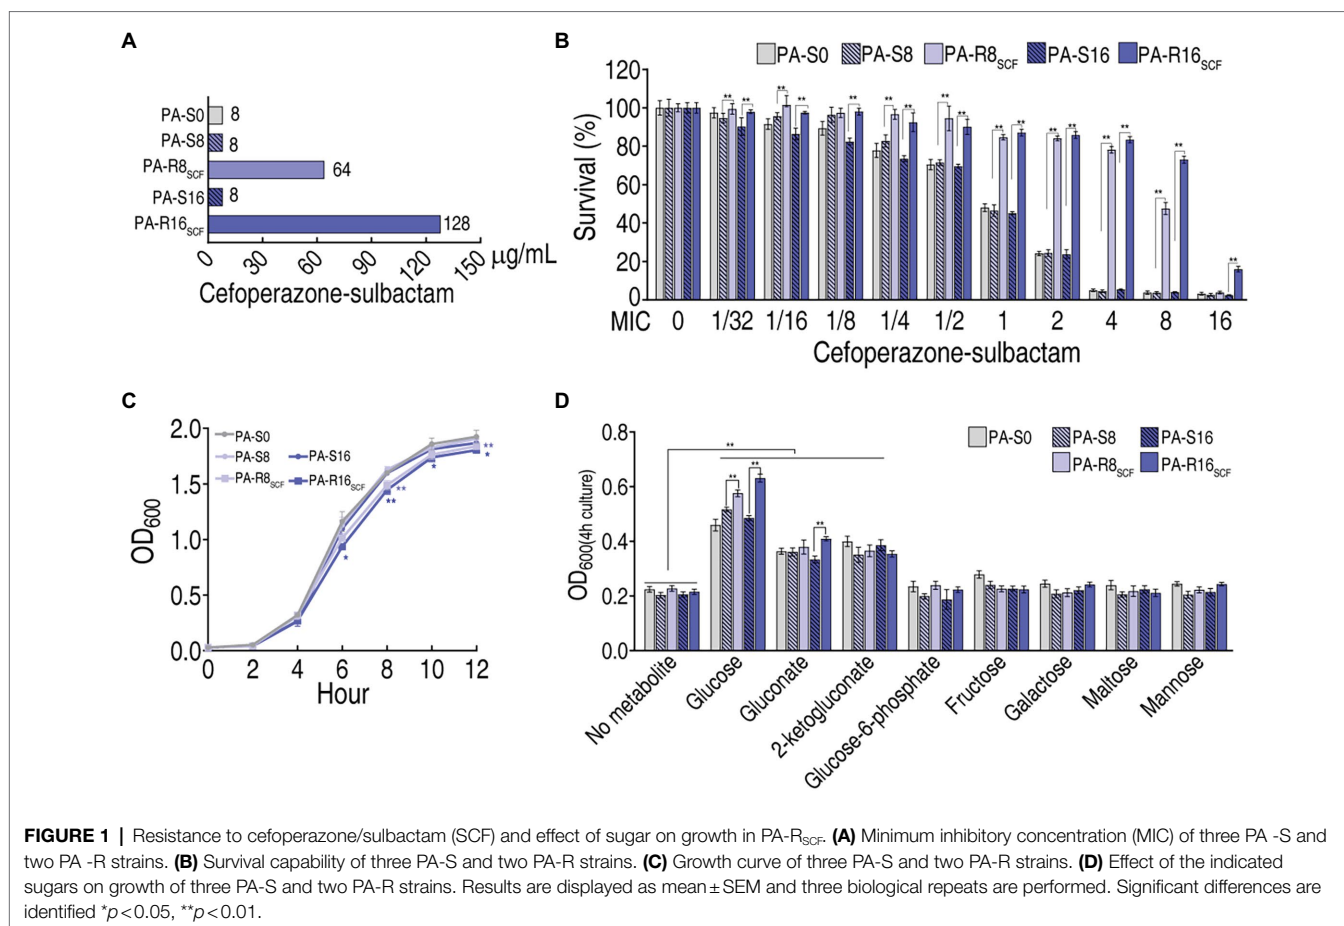 A
PA-S0 8
PA-S8 8
PA-R8SCF 64
PA-S16 8
PA-R16SCF 128
0 30 60 90 120 150 µg/mL
Cefoperazone-sulbactam
B
PA-S0 PA-S8 PA-R8SCF PA-S16 PA-R16SCF
Survival (%)
120
100
80
60
40
20
0
** ** ** ** ** ** ** ** ** ** ** ** ** ** ** ** ** **
MIC 0 1/32 1/16 1/8 1/4 1/2 1 2 4 8 16
Cefoperazone-sulbactam
C
OD600
2.0
1.5
1.0
0.5
0.0
PA-S0
PA-S8 PA-S16
PA-R8SCF PA-R16SCF
* ** ** * ** *
0 2 4 6 8 10 12
Hour
D
OD600(4h culture)
0.8
0.6
0.4
0.2
0.0
PA-S0 PA-S8 PA-S16
PA-R8SCF PA-R16SCF
** ** ** **
No metabolite
Glucose
Gluconate
2-ketogluconate
Glucose-6-phosphate
Fructose
Galactose
Maltose
Mannose
FIGURE 1 | Resistance to cefoperazone/sulbactam (SCF) and effect of sugar on growth in PA-RSCF. (A) Minimum inhibitory concentration (MIC) of three PA -S and
two PA -R strains. (B) Survival capability of three PA-S and two PA-R strains. (C) Growth curve of three PA-S and two PA-R strains. (D) Effect of the indicated
sugars on growth of three PA-S and two PA-R strains. Results are displayed as mean ± SEM and three biological repeats are performed. Significant differences are
identified *p < 0.05, **p < 0.01.